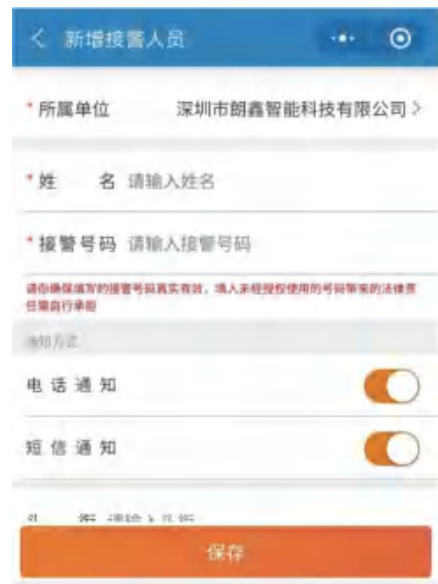 新增接警人员
*所属单位 深圳市朗鑫智能科技有限公司>
*姓 名 请输入姓名
*接警号码 请输入接警号码
请你确保填写的接警号码真实有效，填入未经授权使用的号码带来的法律责
任需自行承担
通知方式
电话通知
短信通知
保存